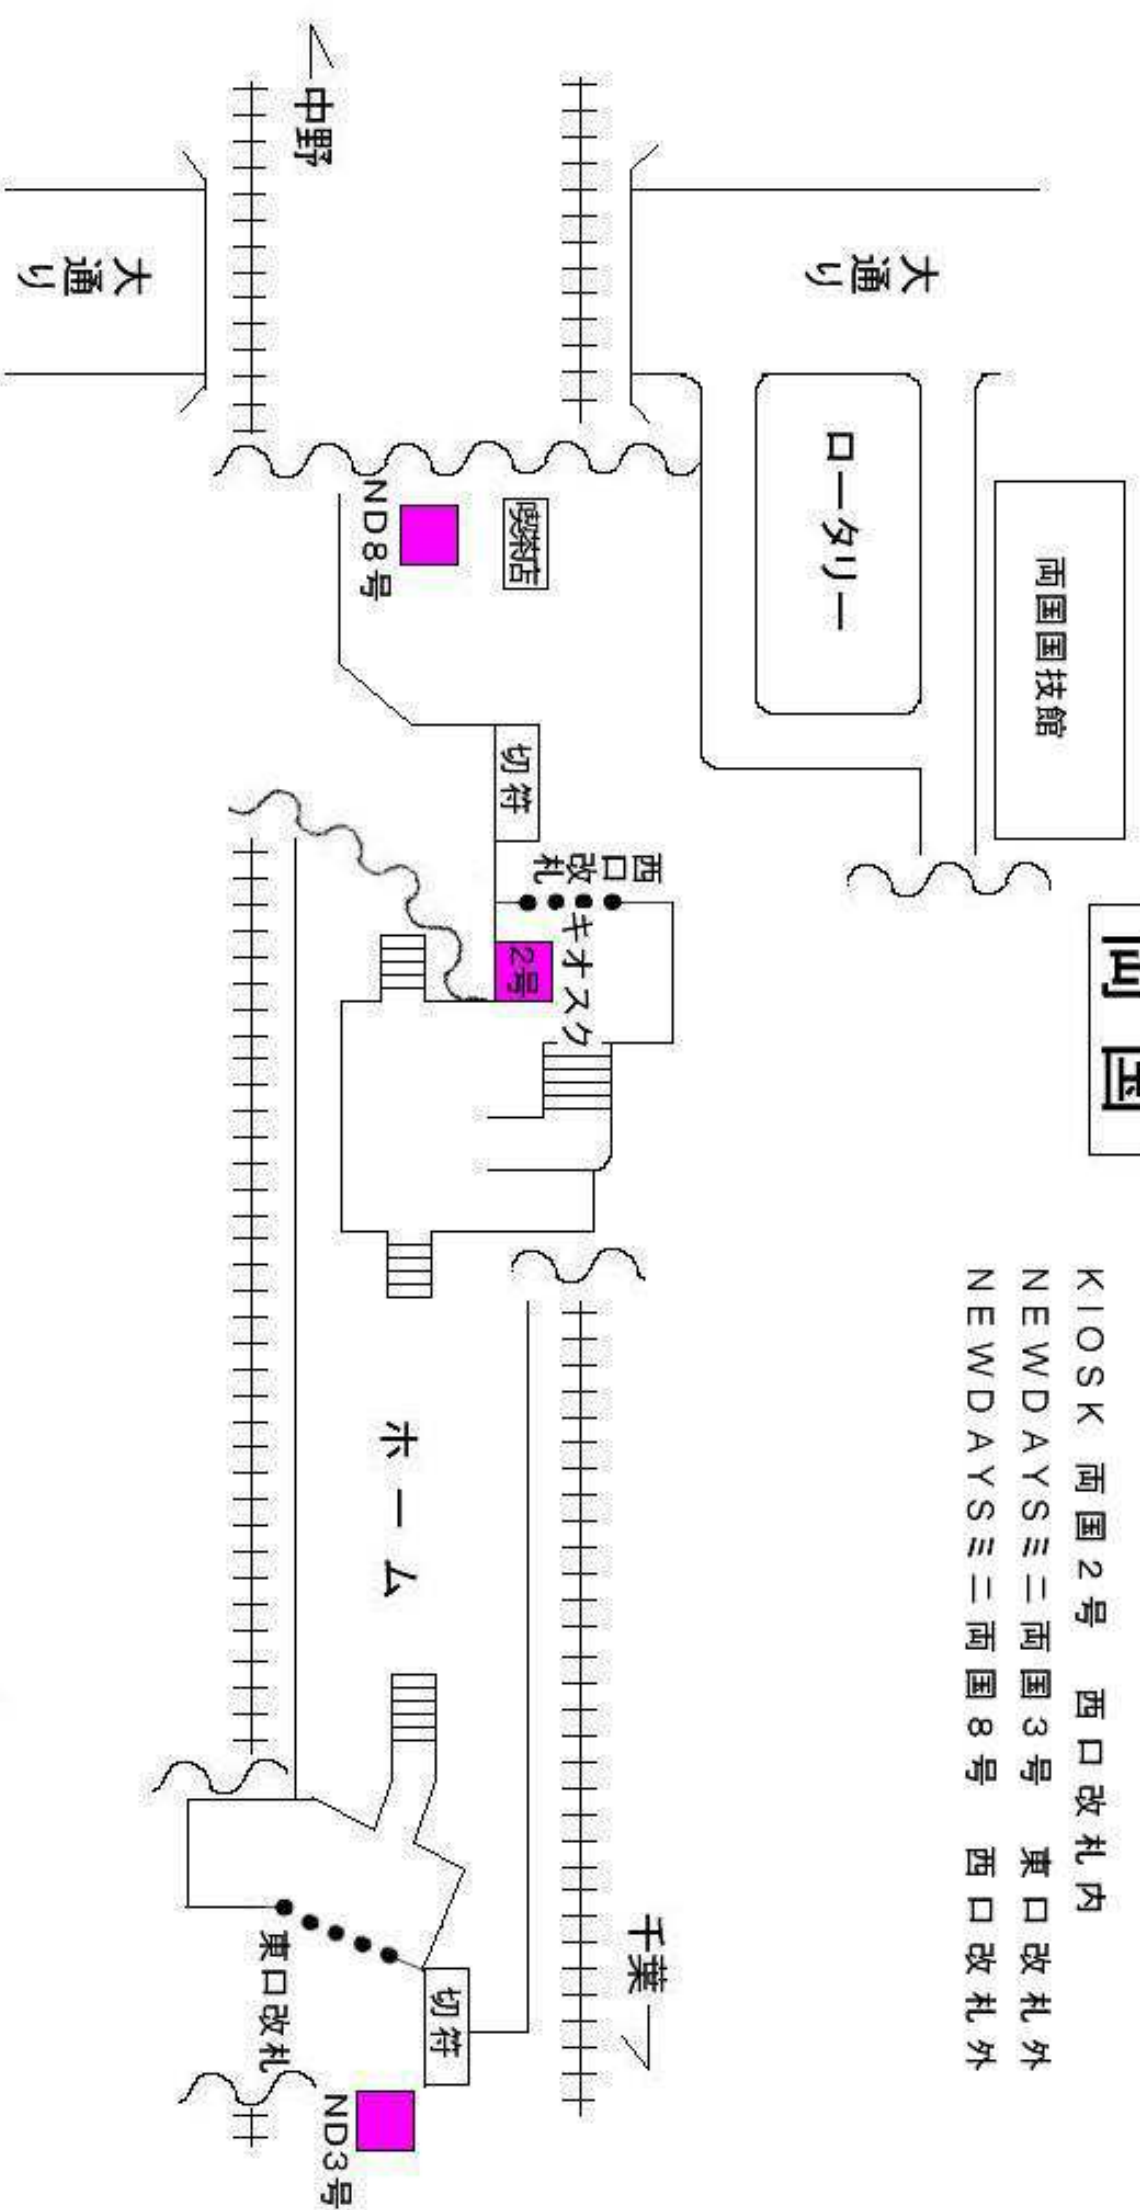 両国
KIOSK 両国2号 西口改札内
NEWDAYSミニ両国3号 東口改札外
NEWDAYSミニ両国8号 西口改札外
両国国技館
大通り
ロータリー
千葉
西口改札
キオスク
2号
喫茶店
切符
ND8号
ホーム
切符
ND3号
中野
東口改札
大通り